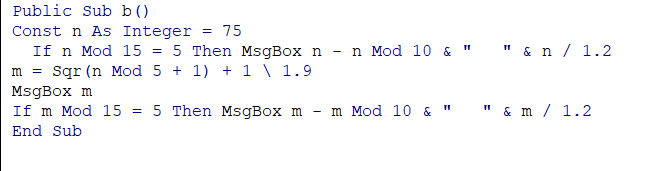 Public Sub b()
Const n As Integer = 75
If n Mod 15 = 5 Then MsgBox n - n Mod 10 & "   " & n / 1.2
m = Sqr(n Mod 5 + 1) + 1 \ 1.9
MsgBox m
If m Mod 15 = 5 Then MsgBox m - m Mod 10 & "   " & m / 1.2
End Sub